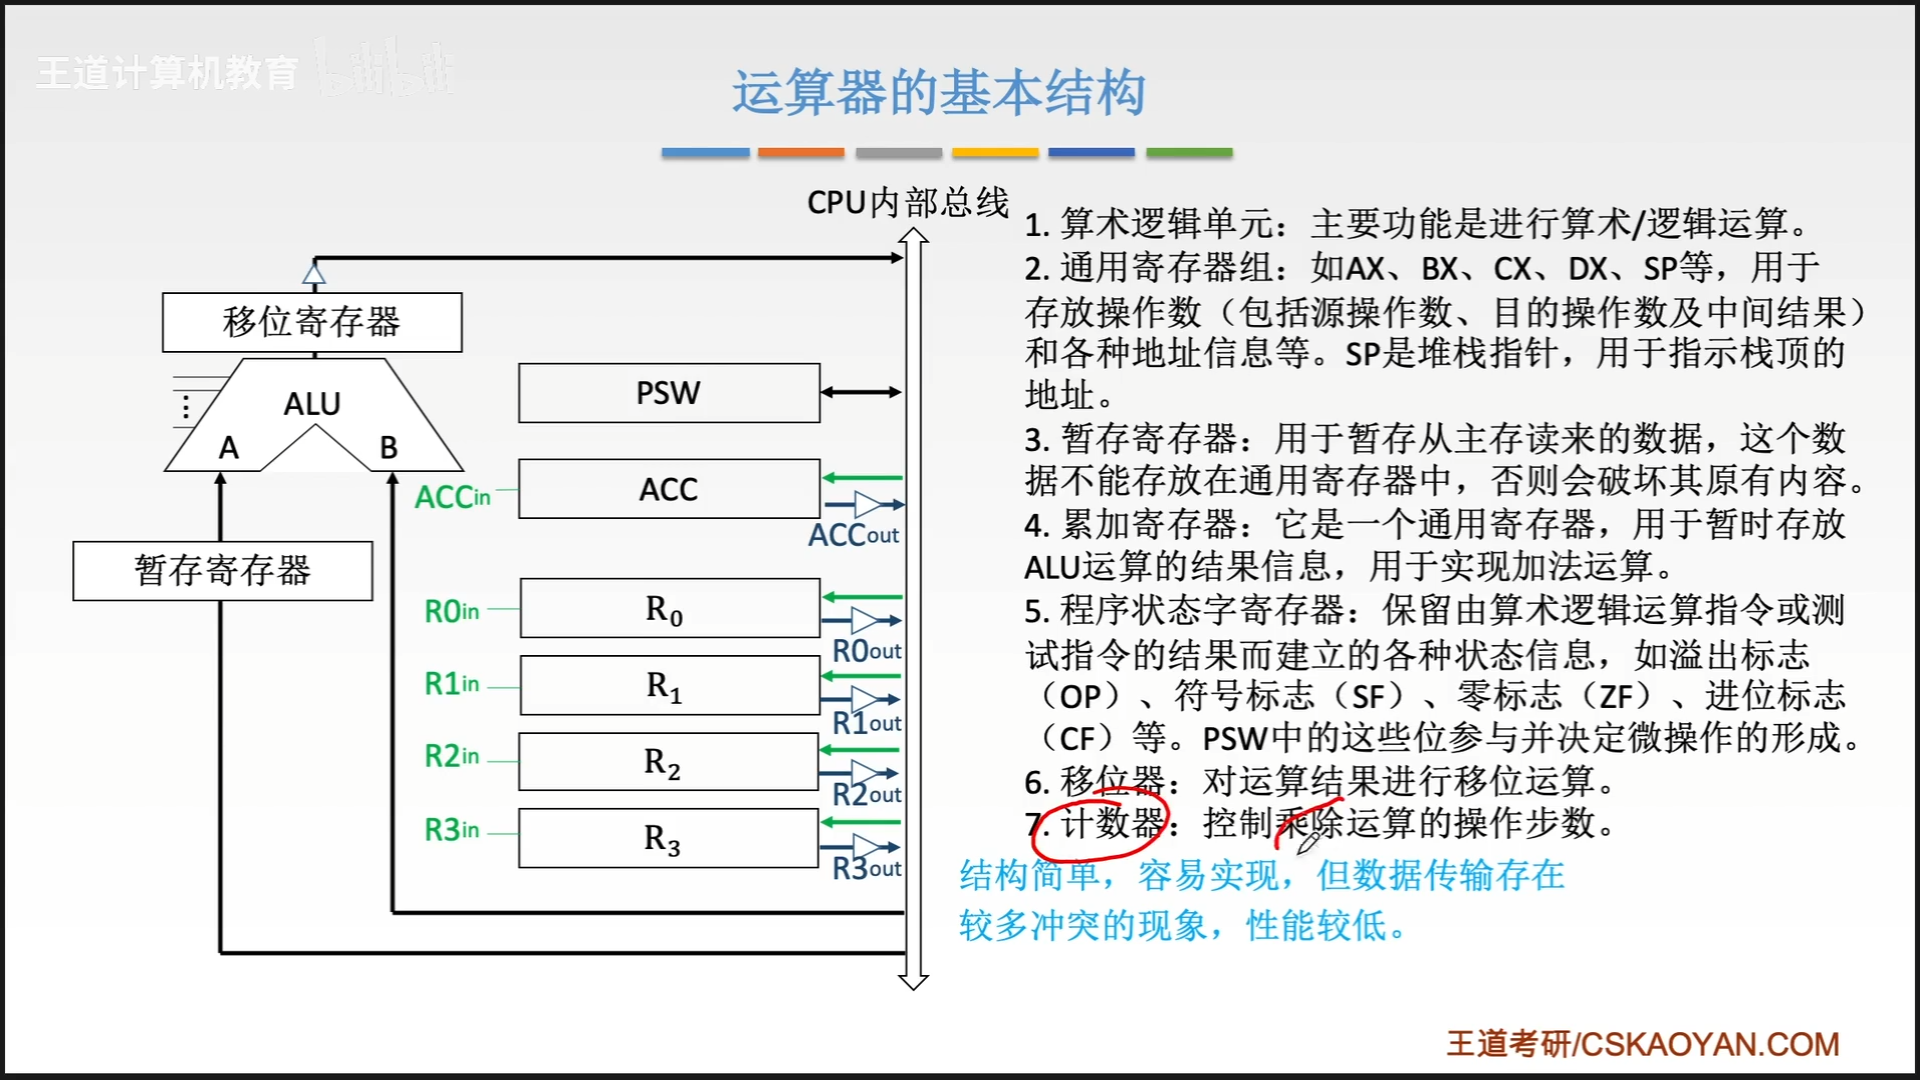 王道计算机教育 bilibili
运算器的基本结构
CPU内部总线
移位寄存器
ALU
A
B
暂存寄存器
PSW
ACCin
ACC
ACCout
R0in
R₀
R0out
R1in
R₁
R1out
R2in
R₂
R2out
R3in
R₃
R3out
1. 算术逻辑单元：主要功能是进行算术/逻辑运算。
2. 通用寄存器组：如AX、BX、CX、DX、SP等，用于
存放操作数（包括源操作数、目的操作数及中间结果）
和各种地址信息等。SP是堆栈指针，用于指示栈顶的
地址。
3. 暂存寄存器：用于暂存从主存读来的数据，这个数
据不能存放在通用寄存器中，否则会破坏其原有内容。
4. 累加寄存器：它是一个通用寄存器，用于暂时存放
ALU运算的结果信息，用于实现加法运算。
5. 程序状态字寄存器：保留由算术逻辑运算指令或测
试指令的结果而建立的各种状态信息，如溢出标志
（OP）、符号标志（SF）、零标志（ZF）、进位标志
（CF）等。PSW中的这些位参与并决定微操作的形成。
6. 移位器：对运算结果进行移位运算。
7. 计数器：控制乘除运算的操作步数。
结构简单，容易实现，但数据传输存在
较多冲突的现象，性能较低。
王道考研/CSKAOYAN.COM